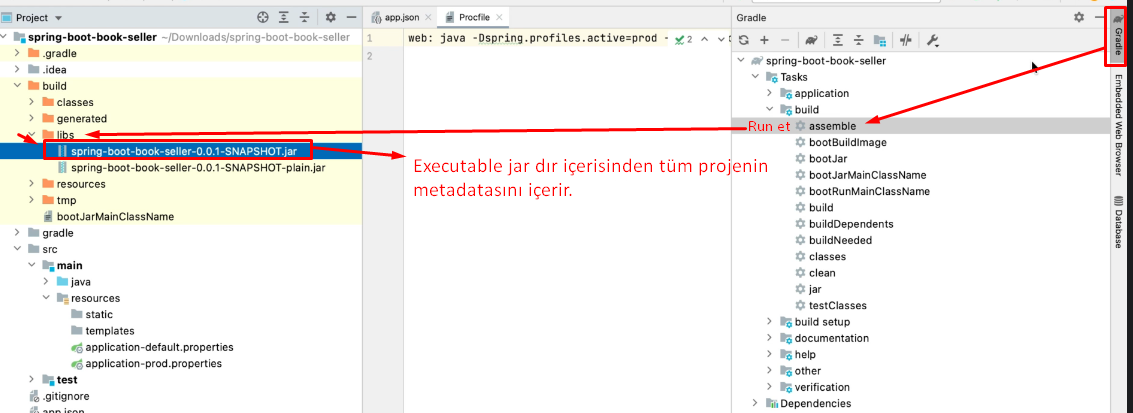 Project
spring-boot-book-seller ~/Downloads/spring-boot-book-seller
.gradle
.idea
build
classes
generated
libs
spring-boot-book-seller-0.0.1-SNAPSHOT.jar
spring-boot-book-seller-0.0.1-SNAPSHOT-plain.jar
resources
tmp
bootJarMainClassName
gradle
src
main
java
resources
static
templates
application-default.properties
application-prod.properties
test
.gitignore
app.json
app.json
Procfile
1 web: java -Dspring.profiles.active=prod -
2
2
Executable jar dır içerisinden tüm projenin
metadatasını içerir.
Gradle
spring-boot-book-seller
Tasks
application
build
Run et assemble
bootBuildImage
bootJar
bootJarMainClassName
bootRunMainClassName
build
buildDependents
buildNeeded
classes
clean
jar
testClasses
build setup
documentation
help
other
verification
Dependencies
Gradle
Embedded Web Browser
Database